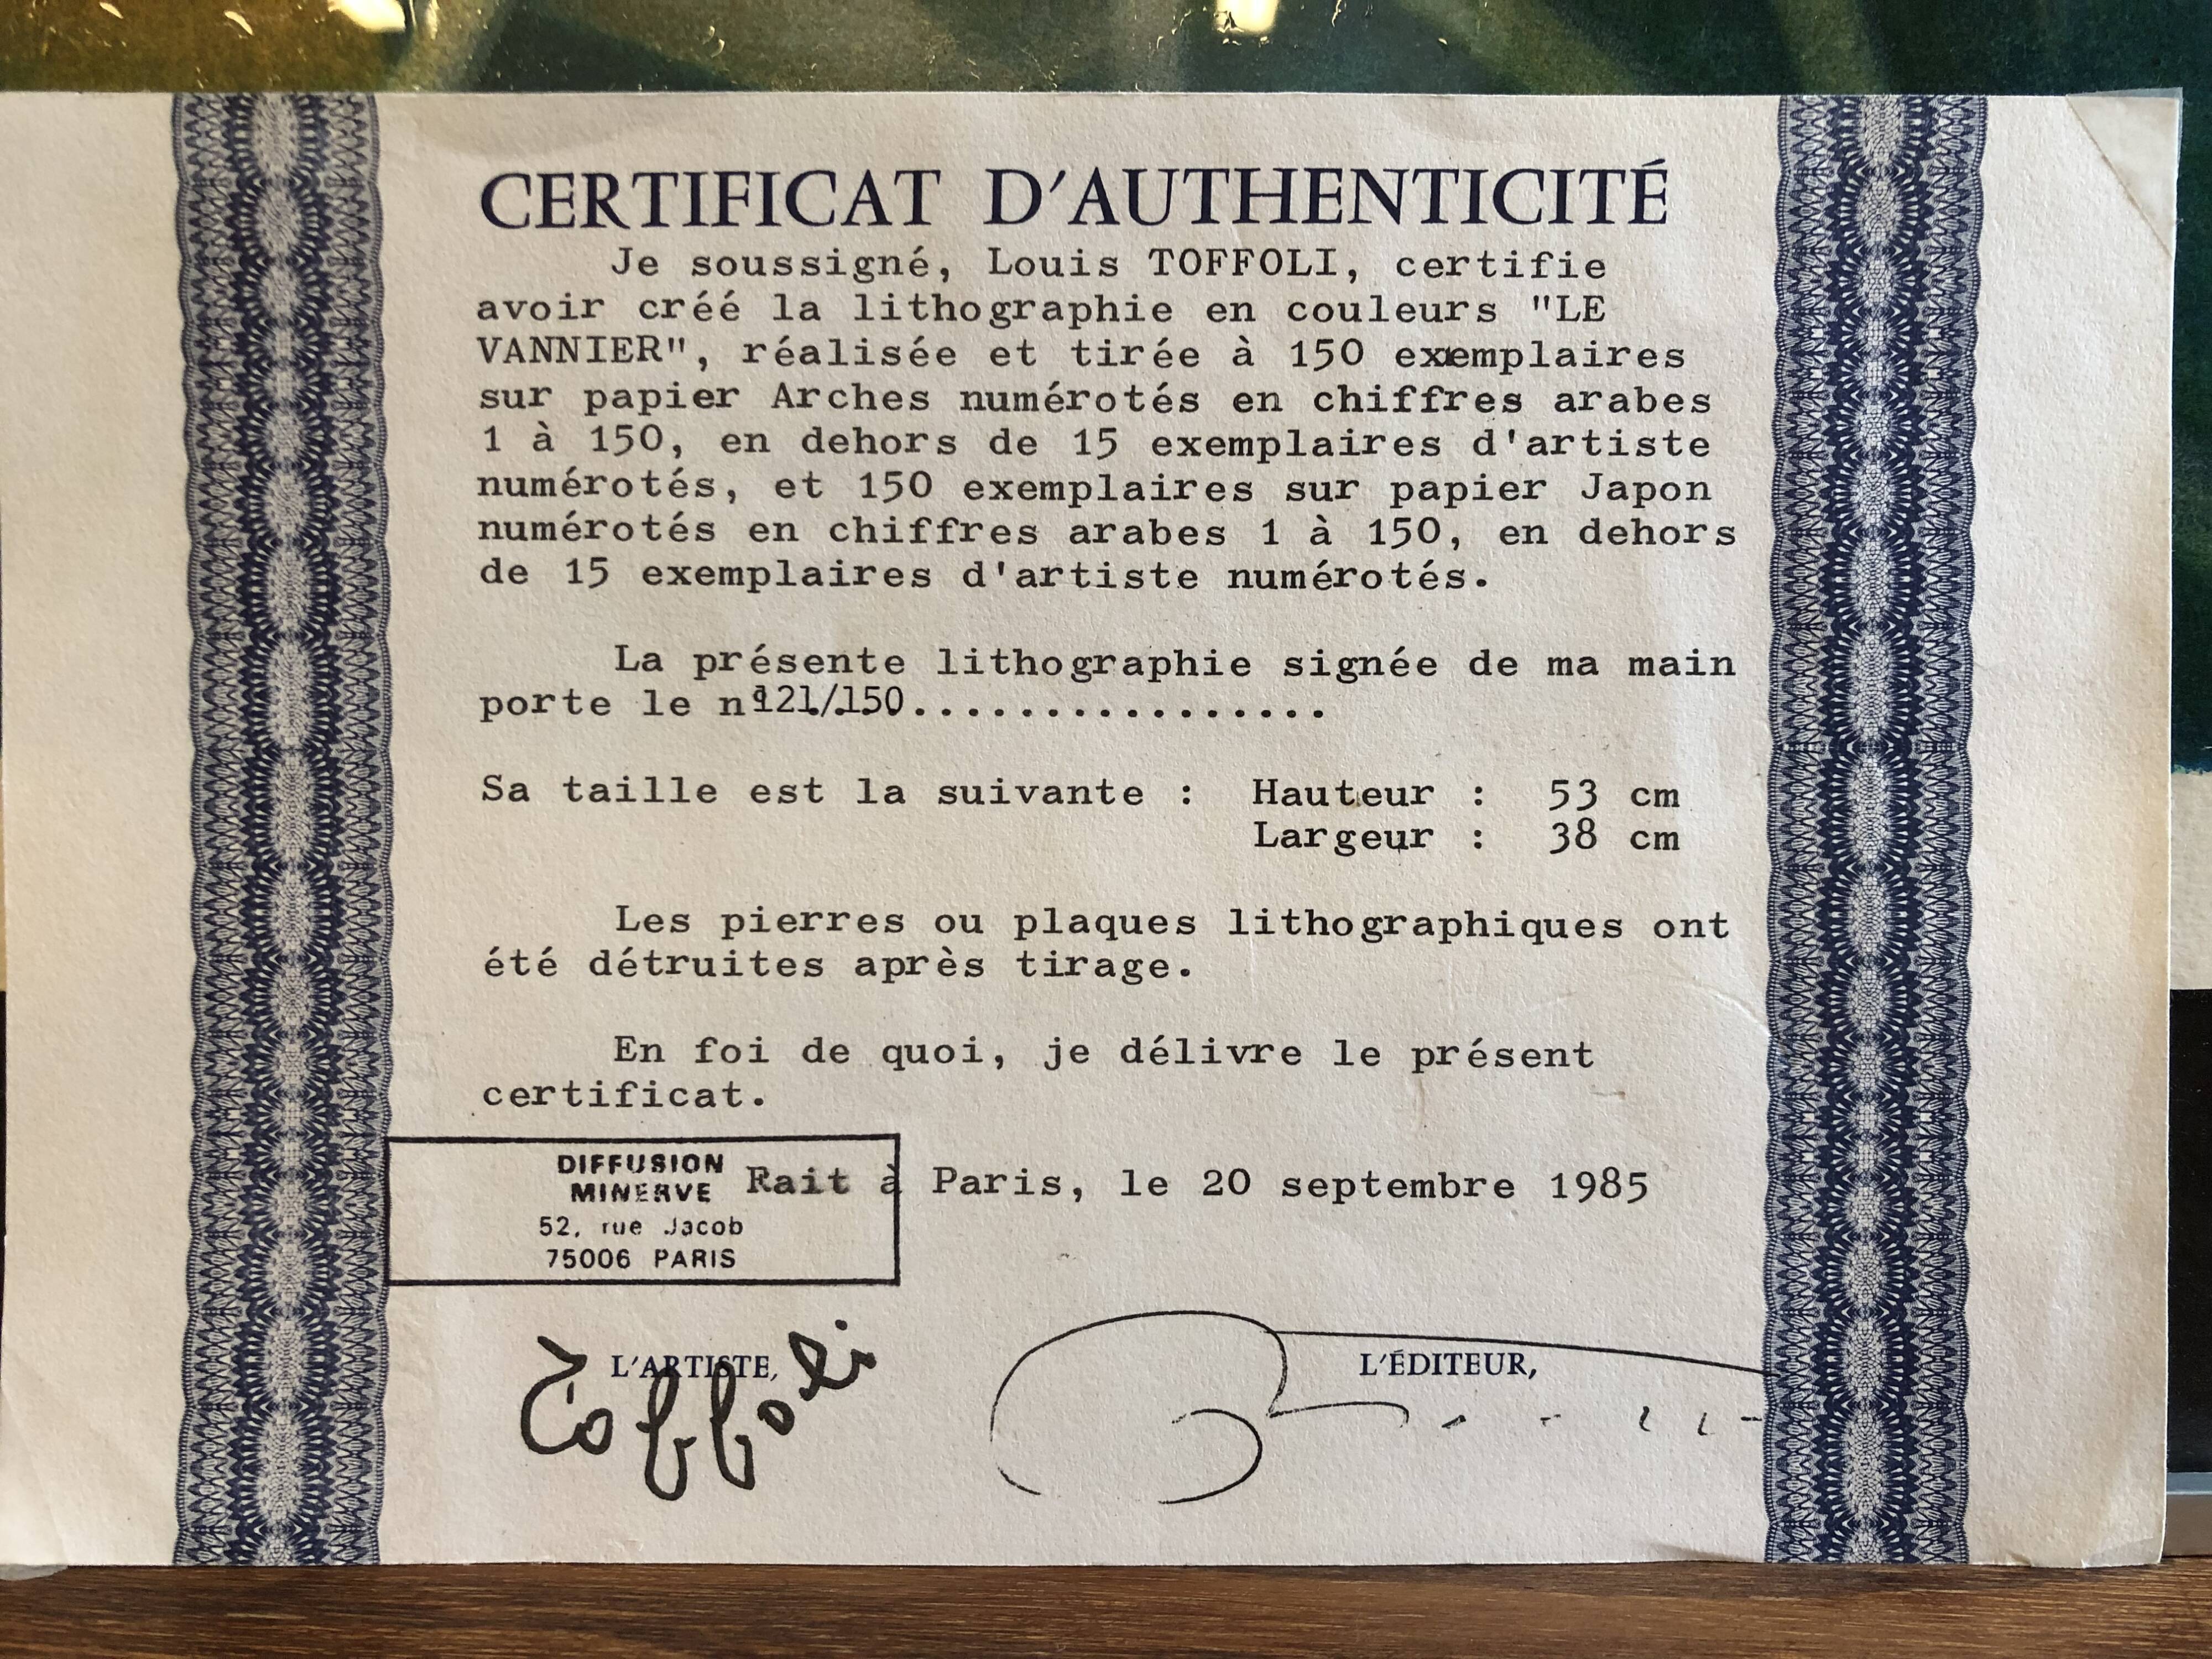 CERTIFICAT D'AUTHENTICITÉ
Je soussigné, Louis TOFFOLI, certifie
avoir créé la lithographie en couleurs "LE
VANNIER", réalisée et tirée à 150 exemplaires
sur papier Arches numérotés en chiffres arabes
1 à 150, en dehors de 15 exemplaires d'artiste
numérotés, et 150 exemplaires sur papier Japon
numérotés en chiffres arabes 1 à 150, en dehors
de 15 exemplaires d'artiste numérotés.
La présente lithographie signée de ma main
porte le n° 121/150................
Sa taille est la suivante : Hauteur : 53 cm
Largeur : 38 cm
Les pierres ou plaques lithographiques ont
été détruites après tirage.
En foi de quoi, je délivre le présent
certificat.
DIFFUSION
MINERVE
52, rue Jacob
75006 PARIS
Fait à Paris, le 20 septembre 1985
L'ARTISTE,
Toffoli
L'ÉDITEUR,